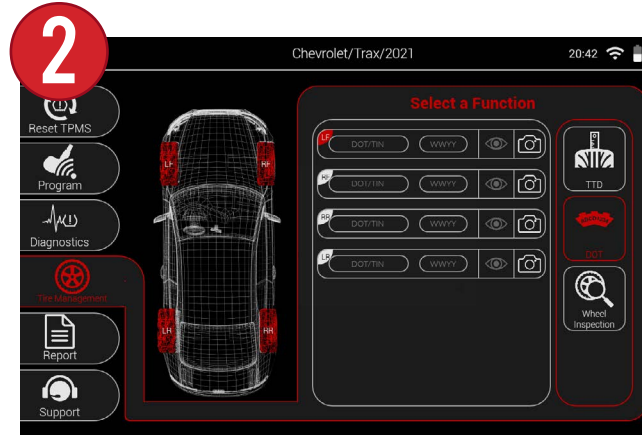 2
Chevrolet/Trax/2021
20:42
Reset TPMS
Program
Diagnostics
Tire Management
Report
Support
LF
RF
LR
RR
Select a Function
LF
DOT/TIN
WWYY
RF
DOT/TIN
WWYY
RR
DOT/TIN
WWYY
LR
DOT/TIN
WWYY
TTD
DOT
Wheel
Inspection